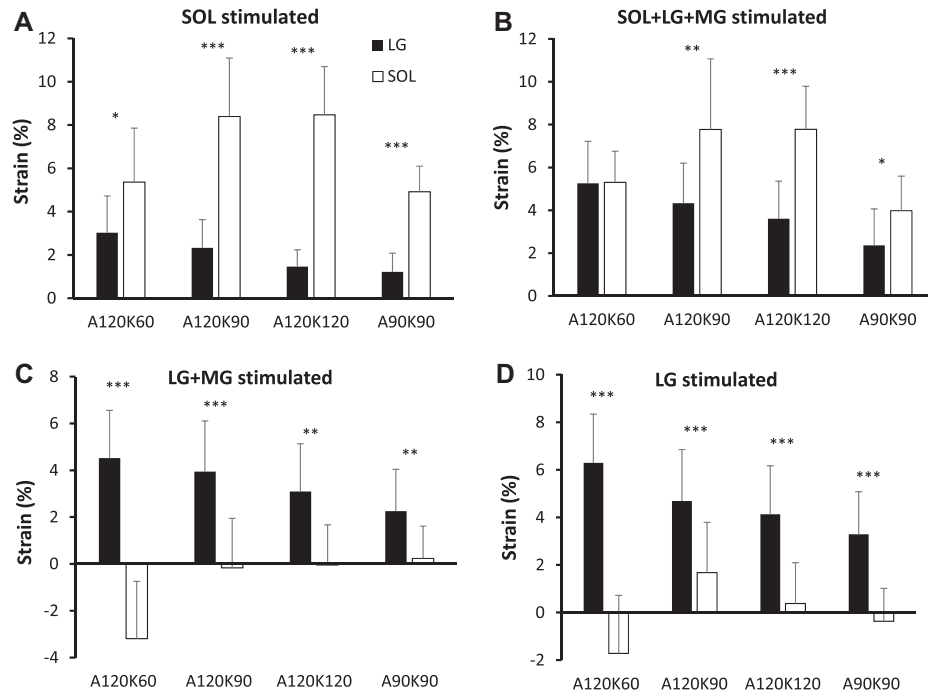 A
SOL stimulated
12
10
8
6
4
2
0
Strain (%)
LG
SOL
*
***
***
***
A120K60 A120K90 A120K120 A90K90
B
SOL+LG+MG stimulated
12
10
8
6
4
2
0
Strain (%)
**
***
*
A120K60 A120K90 A120K120 A90K90
C
LG+MG stimulated
8
6
4
2
0
-2
-4
Strain (%)
***
***
**
**
A120K60 A120K90 A120K120 A90K90
D
LG stimulated
10
8
6
4
2
0
-2
Strain (%)
***
***
***
***
A120K60 A120K90 A120K120 A90K90